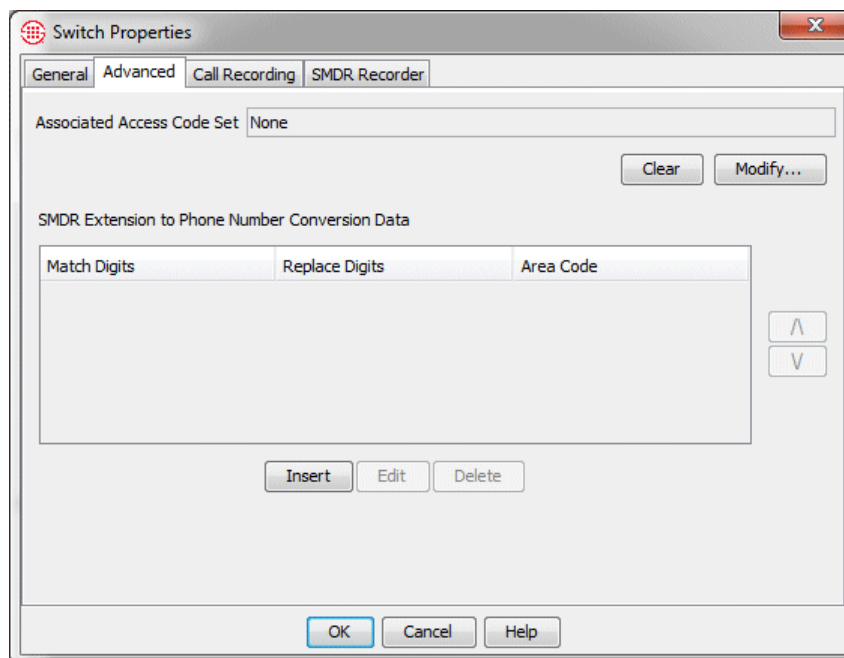 Switch Properties
General Advanced Call Recording SMDR Recorder
Associated Access Code Set None
Clear Modify...
SMDR Extension to Phone Number Conversion Data
Match Digits Replace Digits Area Code
/\
\/
Insert Edit Delete
OK Cancel Help